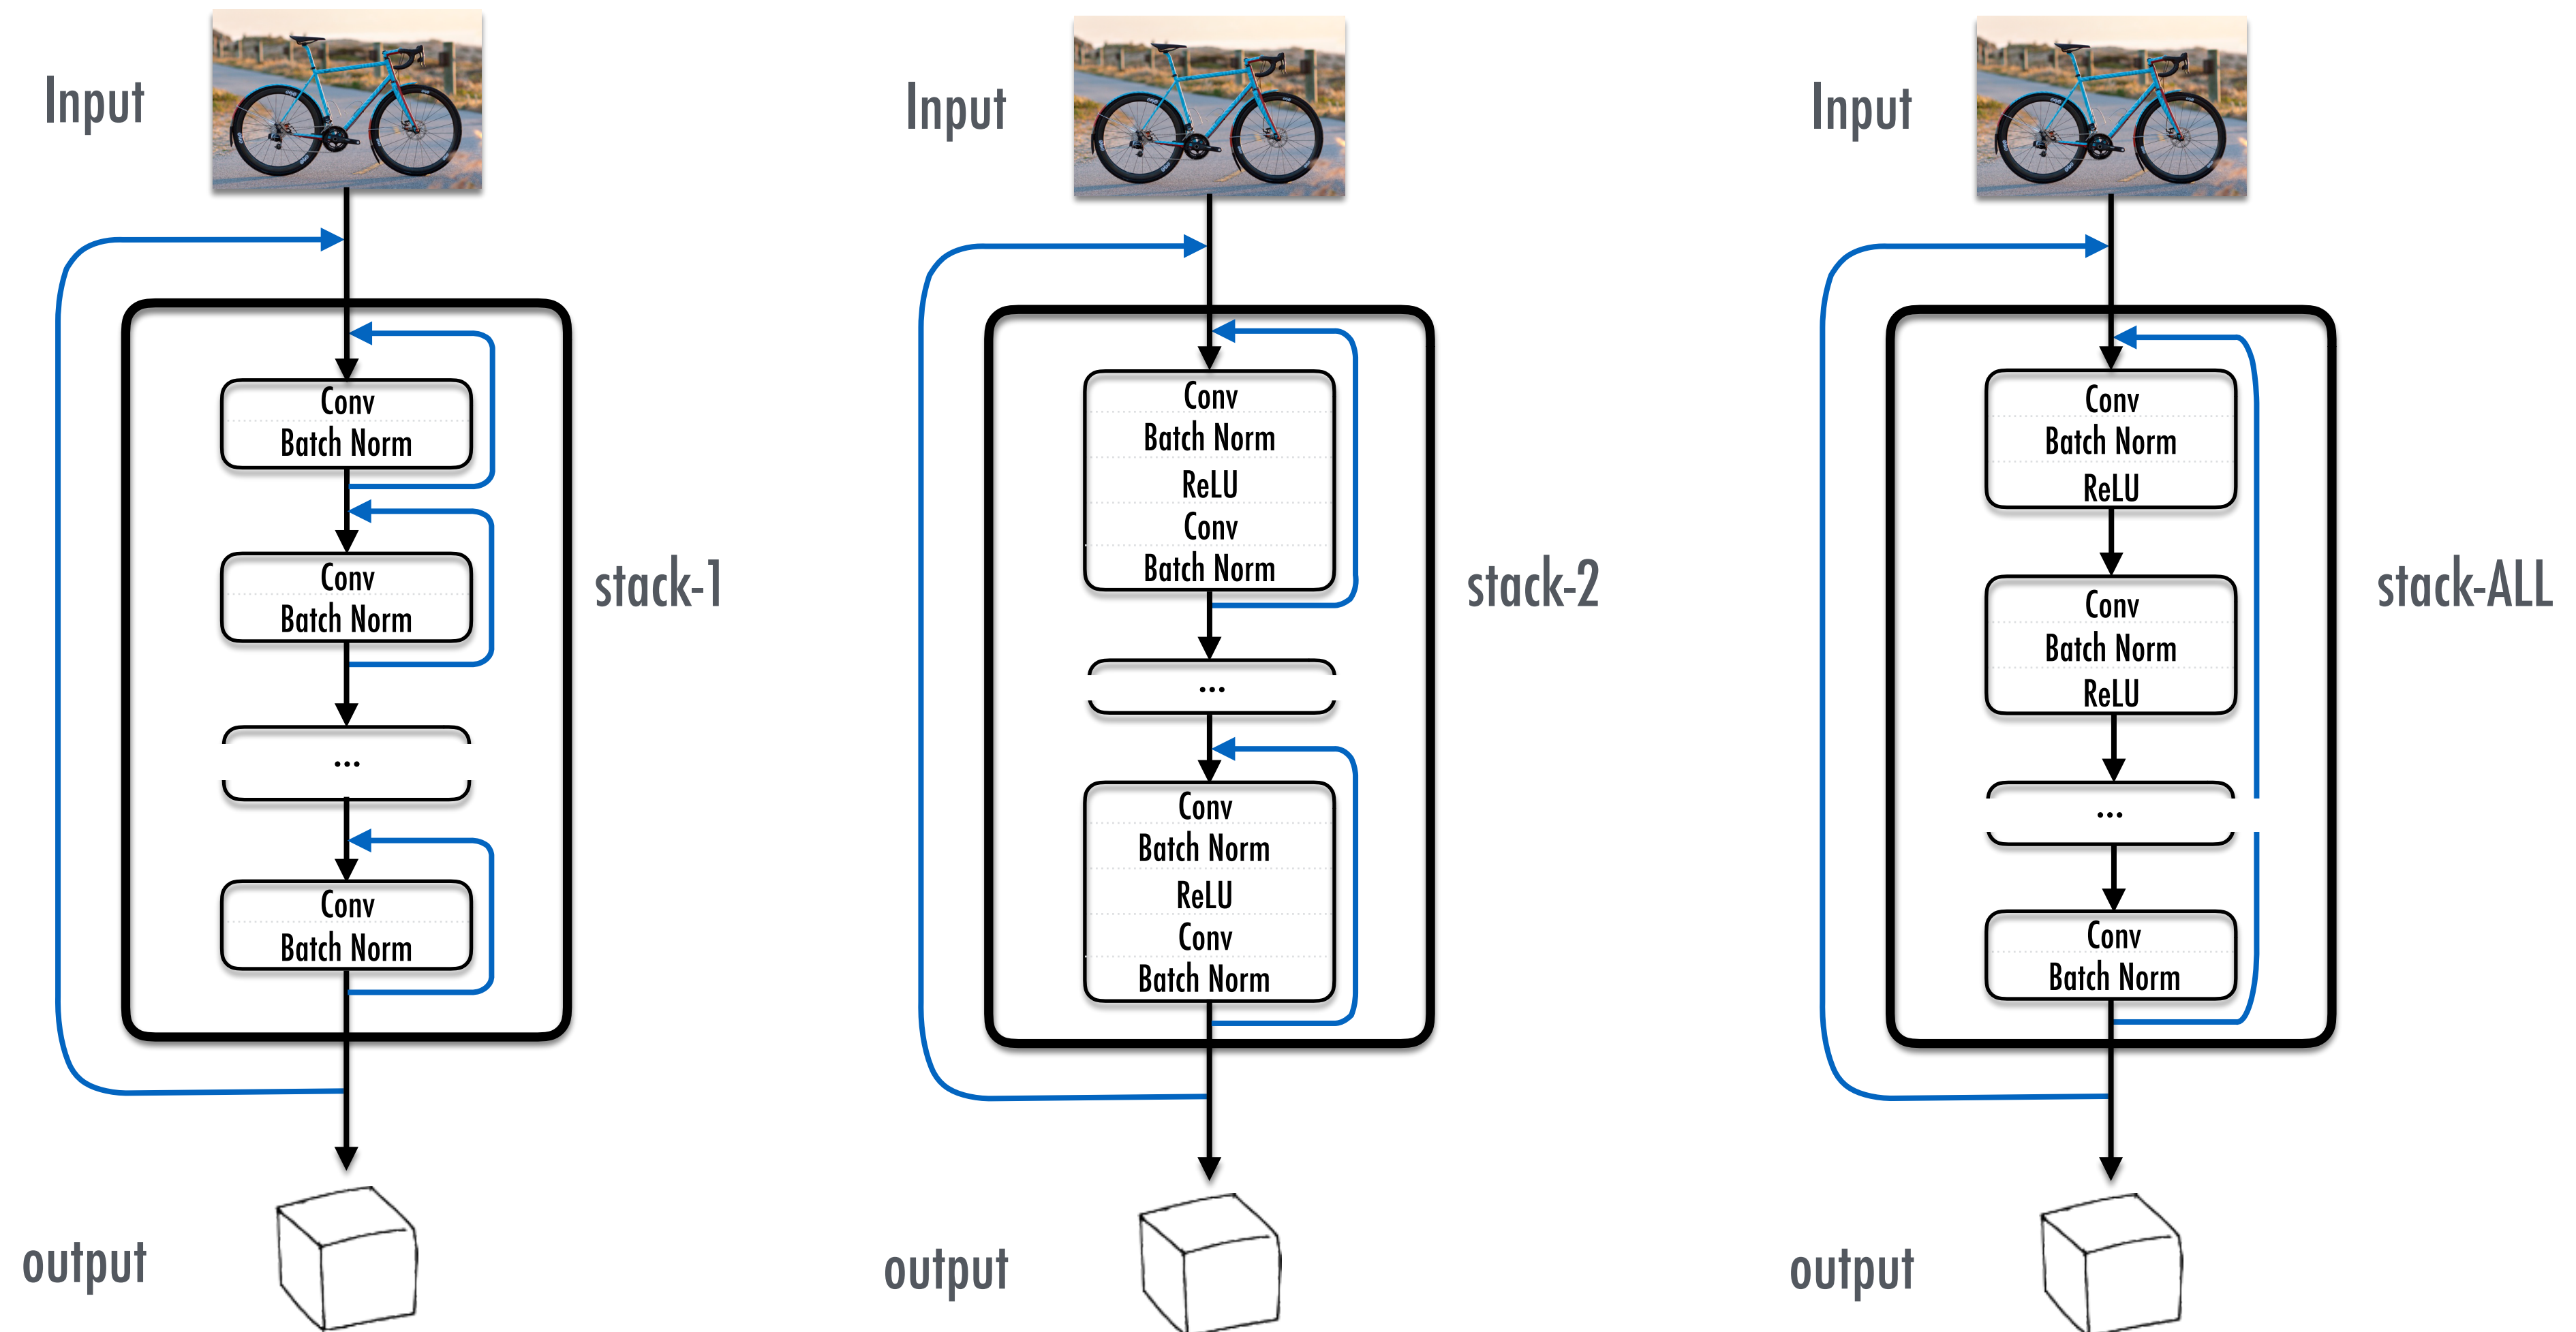 Input
Conv
Batch Norm
Conv
Batch Norm
...
Conv
Batch Norm
stack-1
output
Input
Conv
Batch Norm
ReLU
Conv
Batch Norm
...
Conv
Batch Norm
ReLU
Conv
Batch Norm
stack-2
output
Input
Conv
Batch Norm
ReLU
Conv
Batch Norm
ReLU
...
Conv
Batch Norm
stack-ALL
output